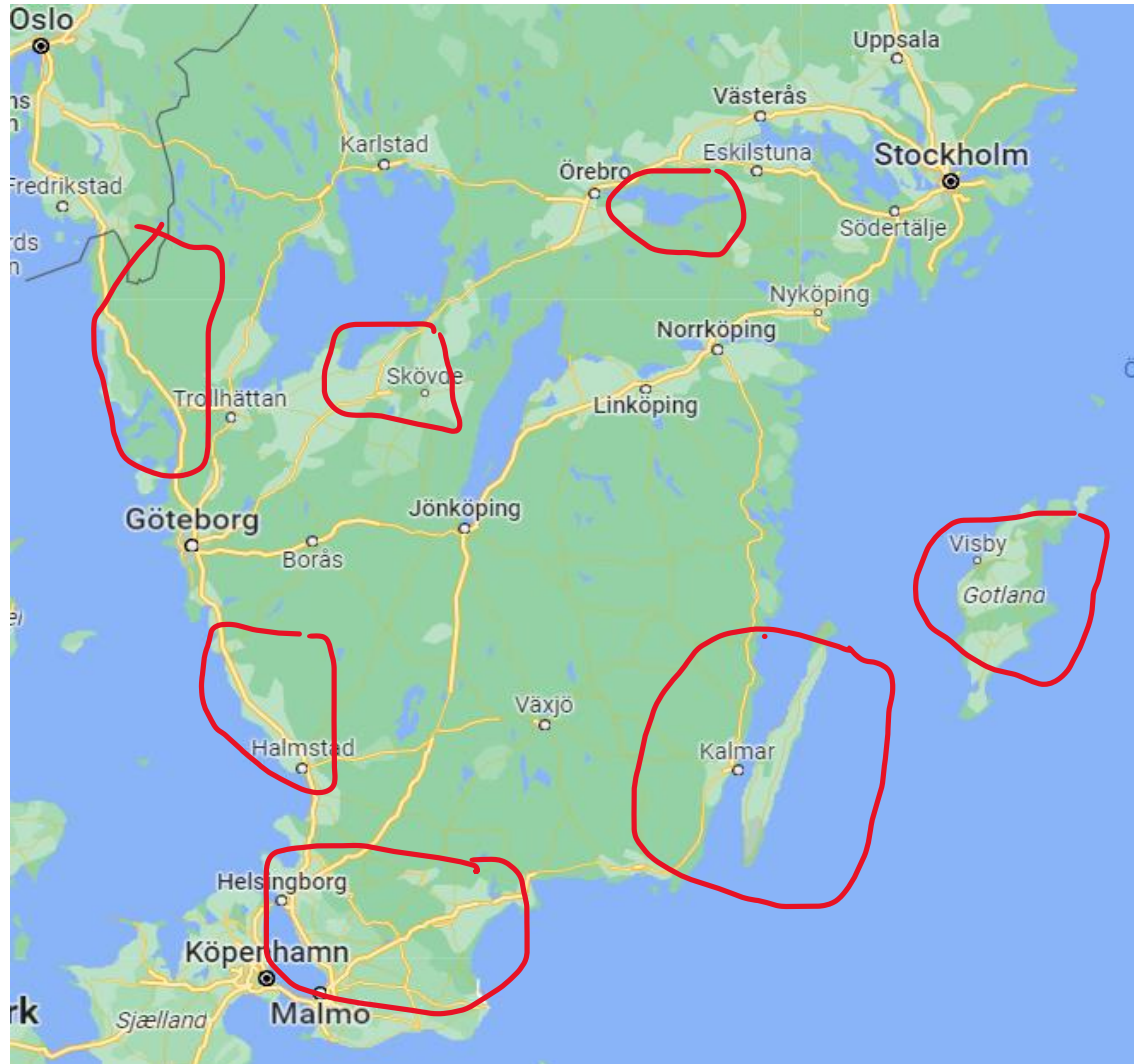 Oslo
Uppsala
Västerås
Karlstad
Eskilstuna
Örebro
Stockholm
Fredrikstad
Södertälje
Nyköping
Norrköping
Skövde
Trollhättan
Linköping
Jönköping
Göteborg
Visby
Borås
Gotland
Växjö
Halmstad
Kalmar
Helsingborg
Köpenhamn
Malmö
rk
Sjælland